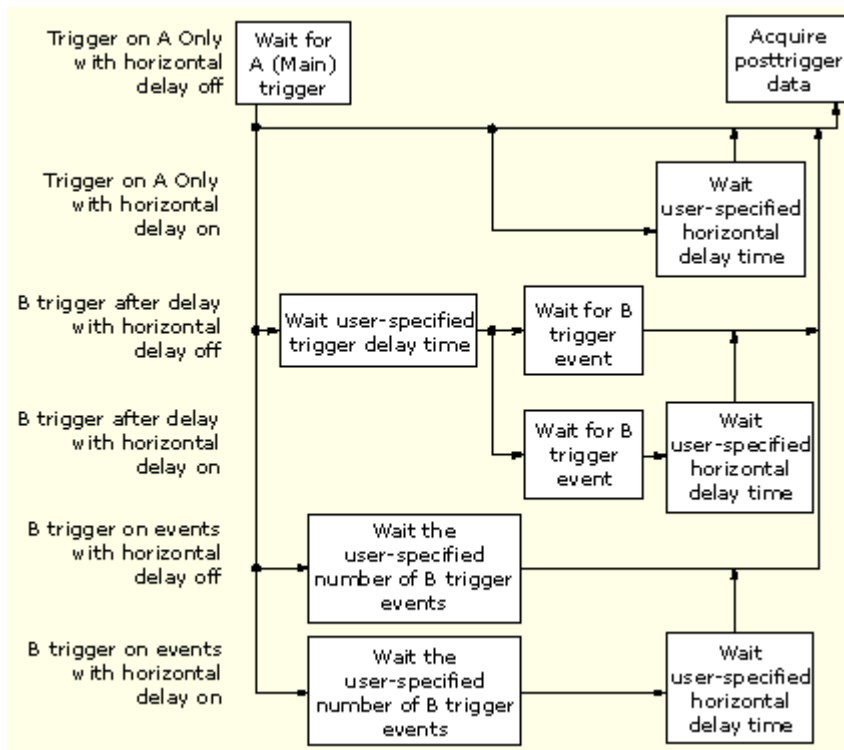 Trigger on A Only
with horizontal
delay off
Wait for
A (Main)
trigger
Acquire
posttrigger
data
Trigger on A Only
with horizontal
delay on
Wait
user-specified
horizontal
delay time
B trigger after delay
with horizontal
delay off
Wait user-specified
trigger delay time
Wait for B
trigger
event
B trigger after delay
with horizontal
delay on
Wait for B
trigger
event
Wait
user-specified
horizontal
delay time
B trigger on events
with horizontal
delay off
Wait the
user-specified
number of B trigger
events
B trigger on events
with horizontal
delay on
Wait the
user-specified
number of B trigger
events
Wait
user-specified
horizontal
delay time